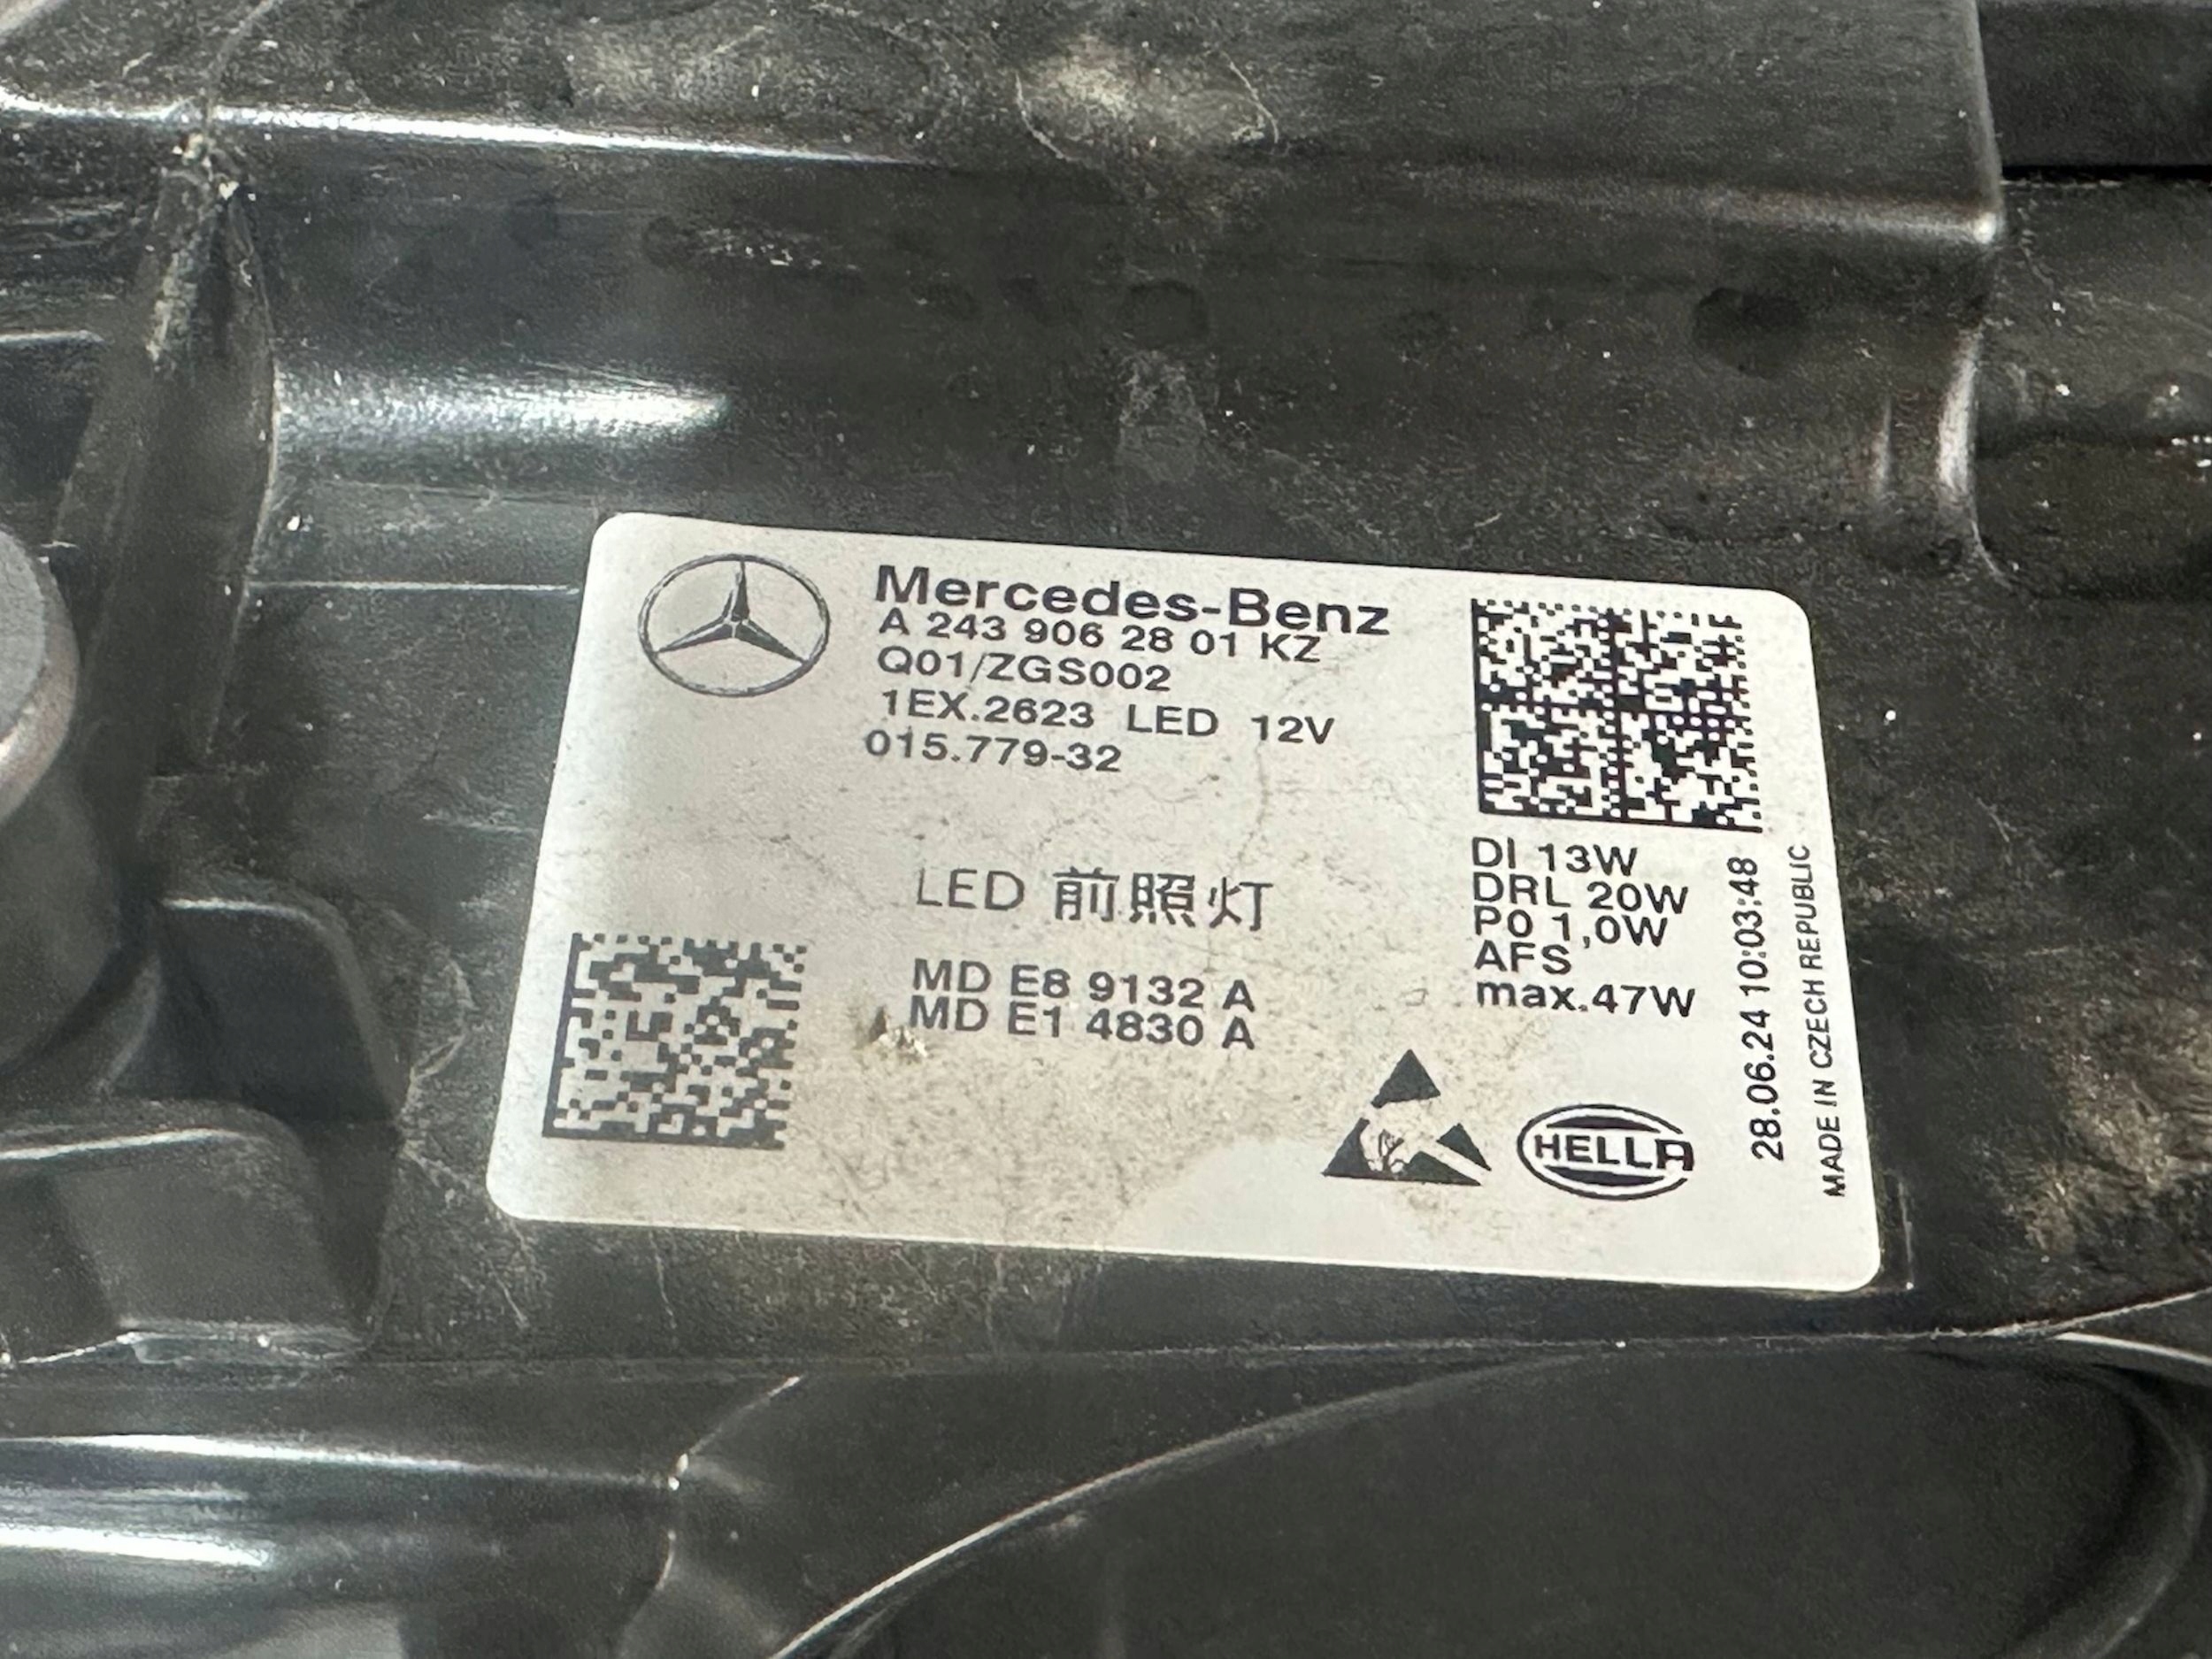 Mercedes-Benz
A 243 906 28 01 KZ
Q01/ZGS002
1EX.2623 LED 12V
015.779-32
LED 前照灯
MD E8 9132 A
MD E1 4830 A
DI 13W
DRL 20W
PO 1,0W
AFS
max.47W
HELLA
28.06.24 10:03:48
MADE IN CZECH REPUBLIC